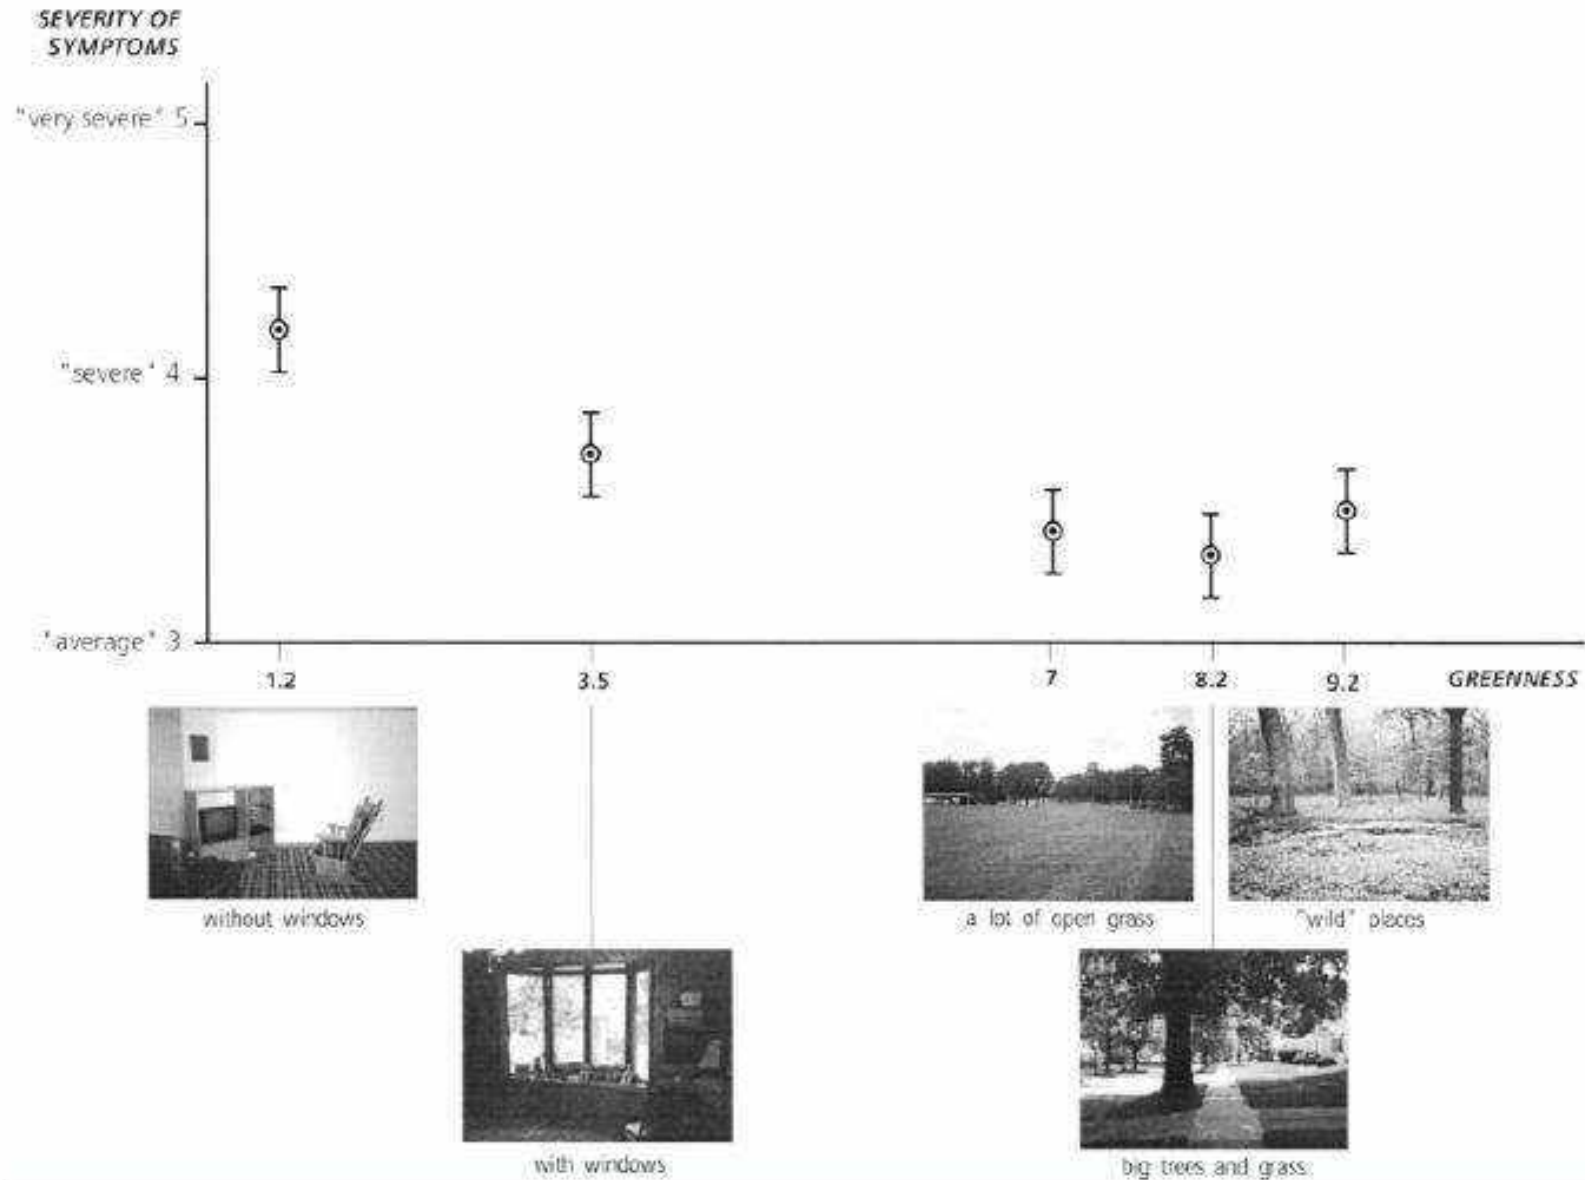 SEVERITY OF
SYMPTOMS
"very severe" 5
"severe" 4
"average" 3
1.2
3.5
7
8.2
9.2
GREENNESS
without windows
a lot of open grass
"wild" places
with windows
big trees and grass